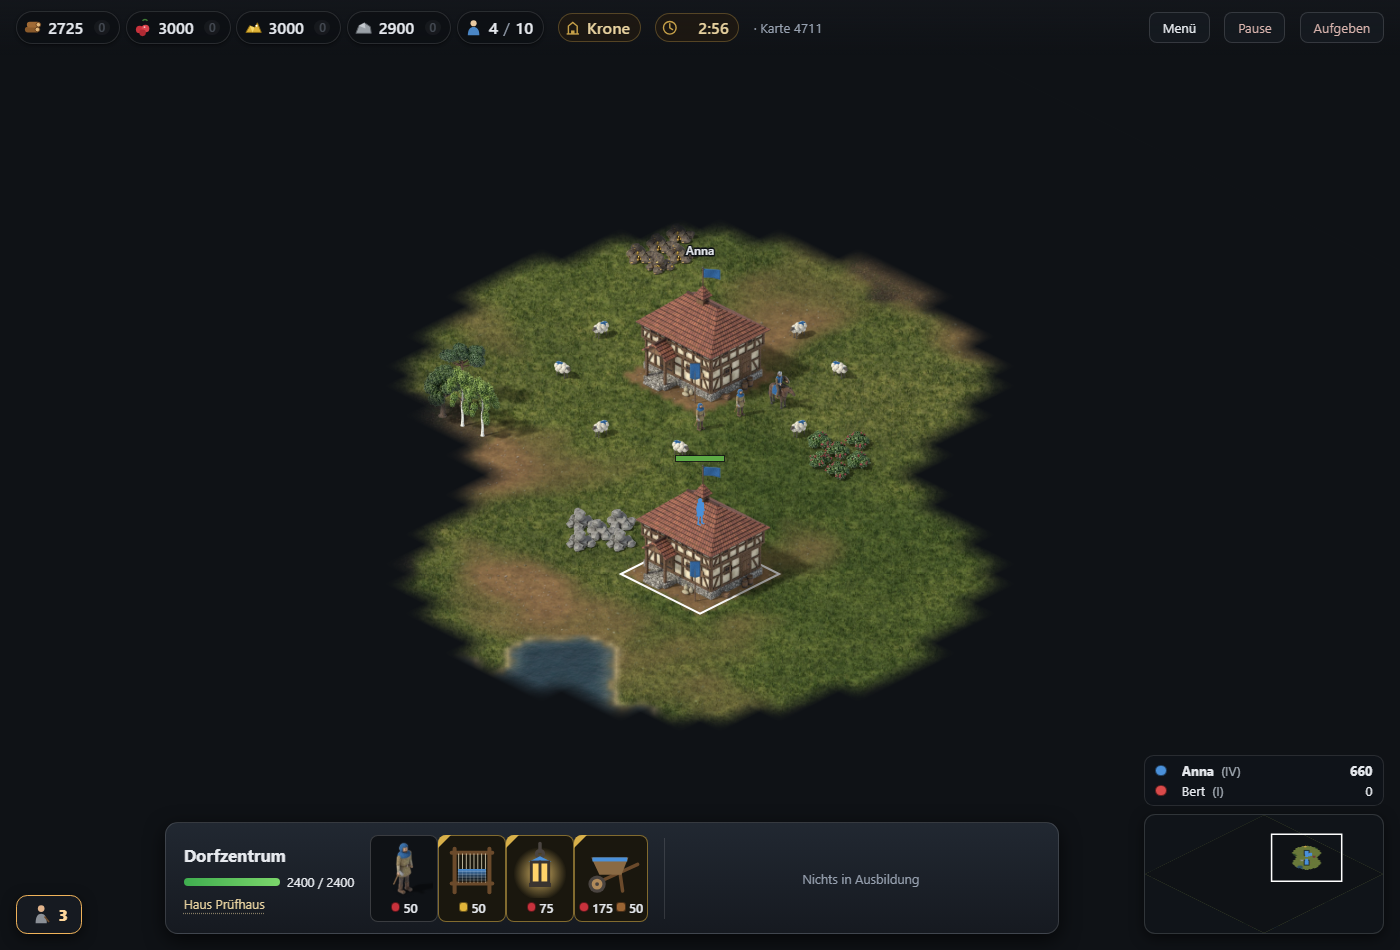 2725 0 3000 0 3000 0 2900 0 4 / 10 Krone 2:56 · Karte 4711 Menü Pause Aufgeben
Anna
Anna (IV) 660
Bert (I) 0
Dorfzentrum
2400 / 2400
Haus Prüfhaus
50 50 75 175 50
Nichts in Ausbildung
3